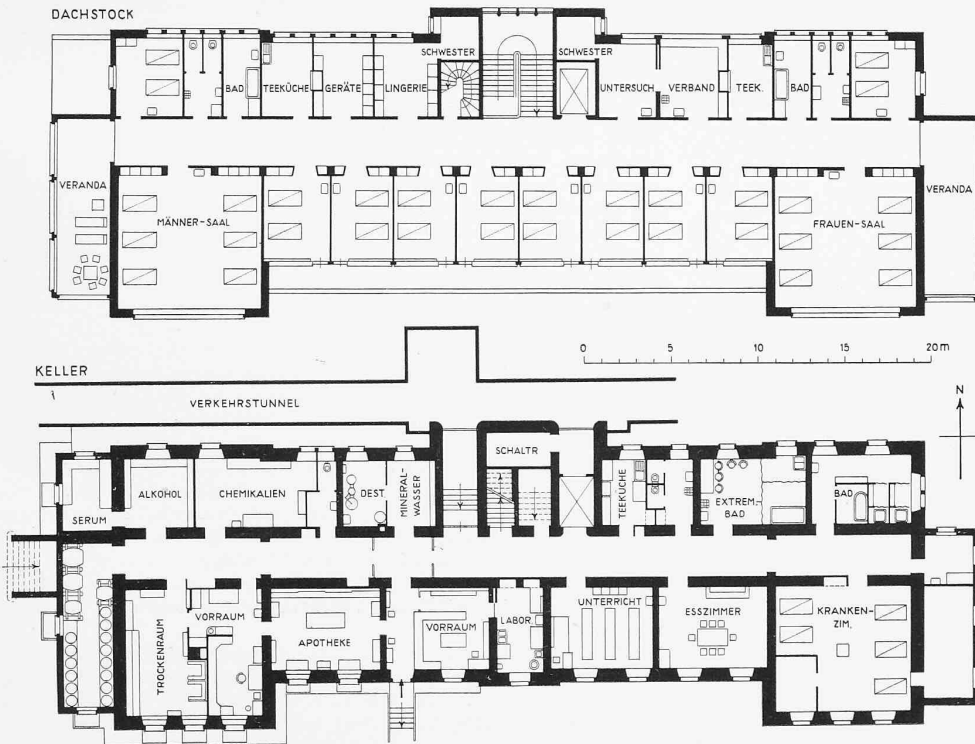 DACHSTOCK
SCHWESTER
SCHWESTER
BAD
TEEKÜCHE
GERÄTE
LINGERIE
UNTERSUCH
VERBAND
TEEK.
BAD
VERANDA
MÄNNER-SAAL
FRAUEN-SAAL
VERANDA
0 5 10 15 20 m
KELLER
N
VERKEHRSTUNNEL
SCHALTR
SERUM
ALKOHOL
CHEMIKALIEN
DEST.
MINERAL-
WASSER
TEEKÜCHE
EXTREM.
BAD
BAD
TROCKENRAUM
VORRAUM
APOTHEKE
VORRAUM
LABOR.
UNTERRICHT
ESSZIMMER
KRANKEN-
ZIM.